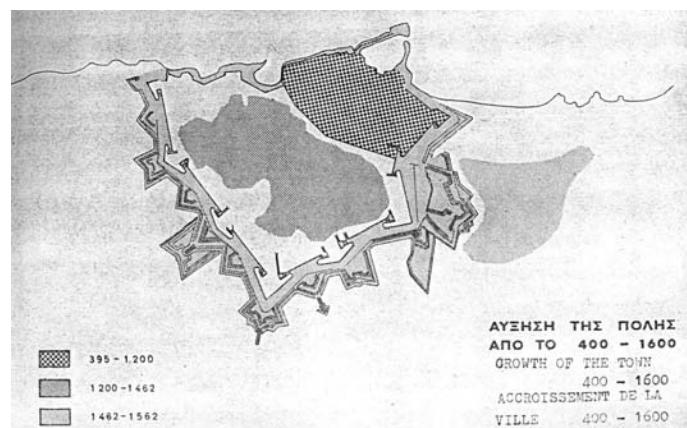 395-1.200
1200-1462
1462-1562
ΑΥΞΗΣΗ ΤΗΣ ΠΟΛΗΣ
ΑΠΟ ΤΟ 400 - 1600
GROWTH OF THE TOWN
400 - 1600
ACCROISSEMENT DE LA
VILLE 400 - 1600